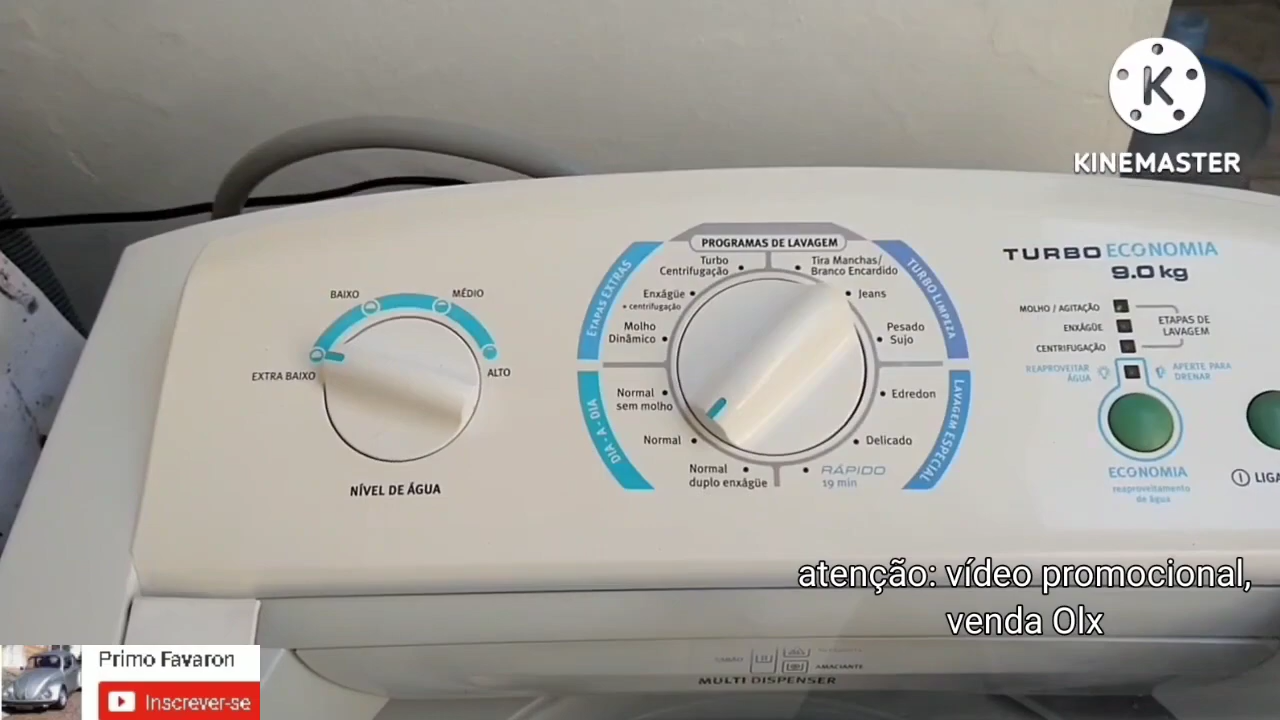 KINEMASTER
PROGRAMAS DE LAVAGEM
ETAPAS EXTRAS
Turbo
Centrifugação
Enxágüe
+ centrifugação
Molho
Dinâmico
TURBO LIMPEZA
Tira Manchas/
Branco Encardido
Jeans
Pesado
Sujo
DIA-A-DIA
Normal
sem molho
Normal
Normal
duplo enxágüe
LAVAGEM ESPECIAL
Edredon
Delicado
RÁPIDO
19 min
BAIXO
MÉDIO
EXTRA BAIXO
ALTO
NÍVEL DE ÁGUA
TURBO ECONOMIA
9.0 kg
MOLHO / AGITAÇÃO
ENXÁGÜE
CENTRIFUGAÇÃO
ETAPAS DE
LAVAGEM
REAPROVEITAR
ÁGUA
APERTE PARA
DRENAR
ECONOMIA
reaproveitamento
de água
LIGA
atenção: vídeo promocional,
venda Olx
SABÃO
AMACIANTE
MULTI DISPENSER
Primo Favaron
Inscrever-se